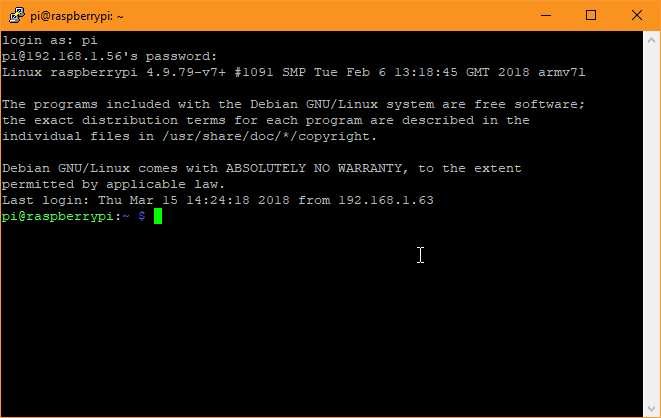 pi@raspberrypi: ~
login as: pi
pi@192.168.1.56's password:
Linux raspberrypi 4.9.79-v7+ #1091 SMP Tue Feb 6 13:18:45 GMT 2018 armv7l
The programs included with the Debian GNU/Linux system are free software;
the exact distribution terms for each program are described in the
individual files in /usr/share/doc/*/copyright.
Debian GNU/Linux comes with ABSOLUTELY NO WARRANTY, to the extent
permitted by applicable law.
Last login: Thu Mar 15 14:24:18 2018 from 192.168.1.63
pi@raspberrypi:~ $